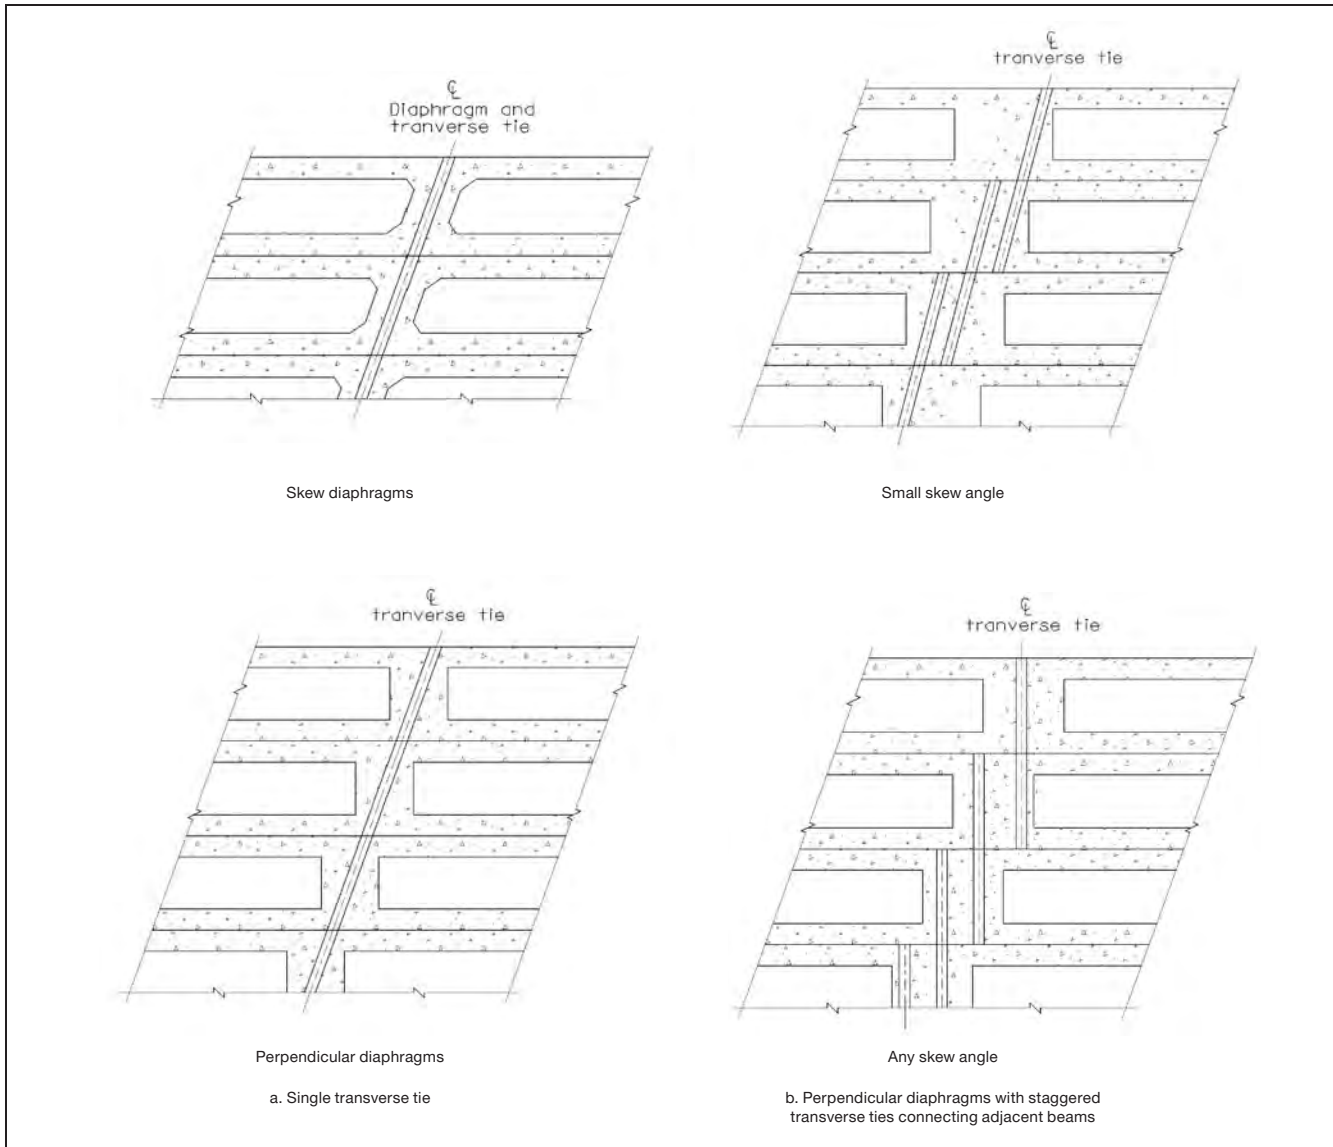 ℄
Diaphragm and
tranverse tie
℄
tranverse tie
Skew diaphragms
Small skew angle
℄
tranverse tie
℄
tranverse tie
Perpendicular diaphragms
Any skew angle
a. Single transverse tie
b. Perpendicular diaphragms with staggered
transverse ties connecting adjacent beams